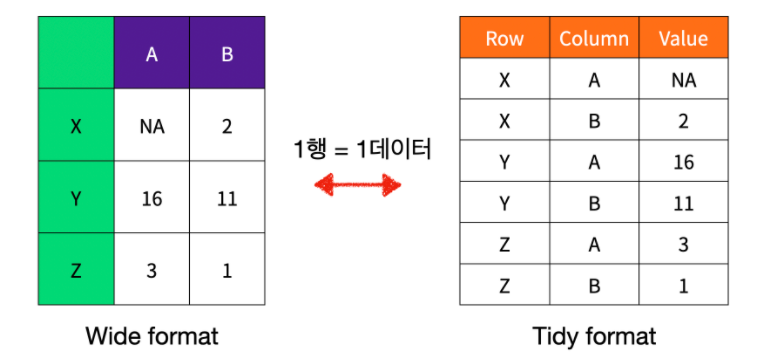 A B
X NA 2
Y 16 11
Z 3 1
Wide format
1행 = 1데이터
Row Column Value
X A NA
X B 2
Y A 16
Y B 11
Z A 3
Z B 1
Tidy format